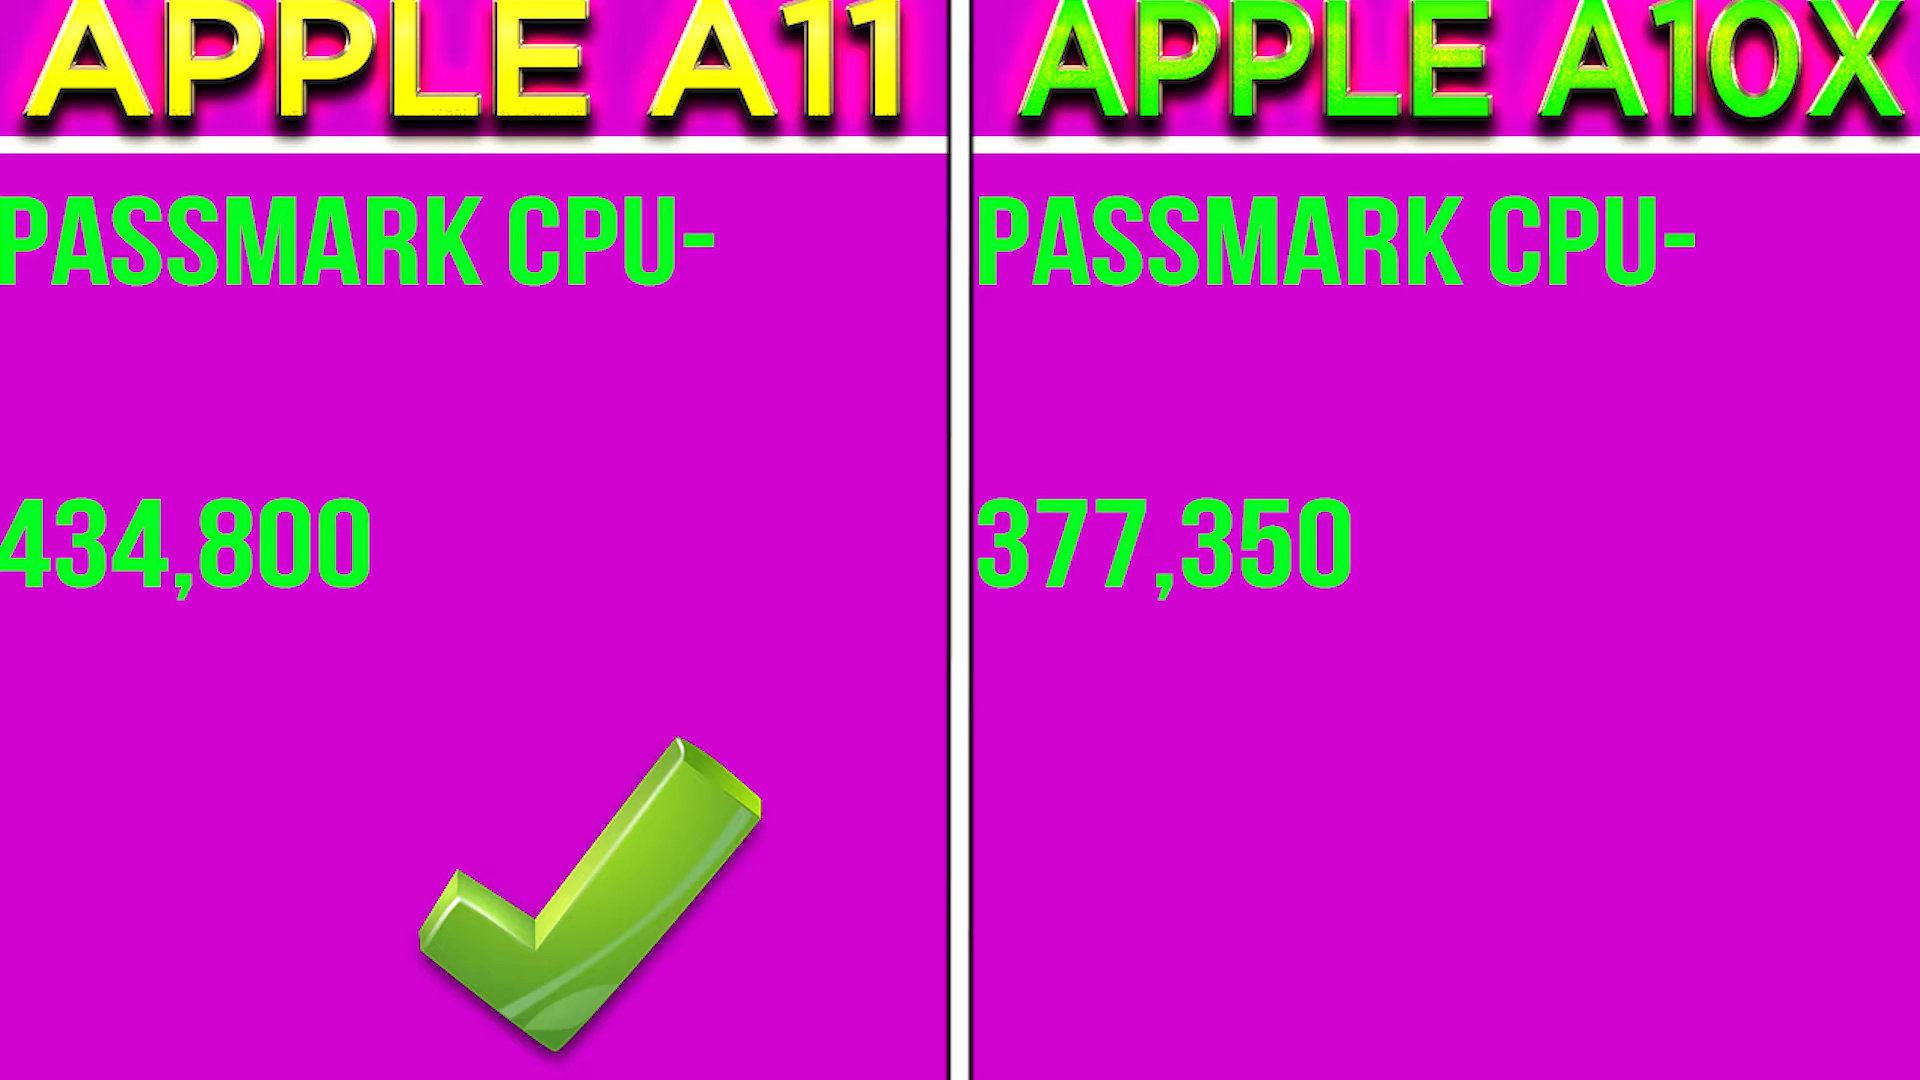 APPLE A11
PASSMARK CPU-
434,800
APPLE A10X
PASSMARK CPU-
377,350